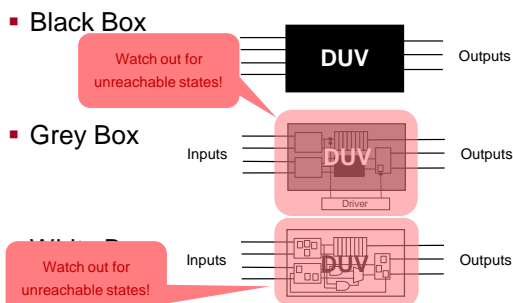 Black Box
Watch out for
unreachable states!
DUV
Outputs
Grey Box
Inputs
DUV
Outputs
Driver
Inputs
DUV
Outputs
Watch out for
unreachable states!